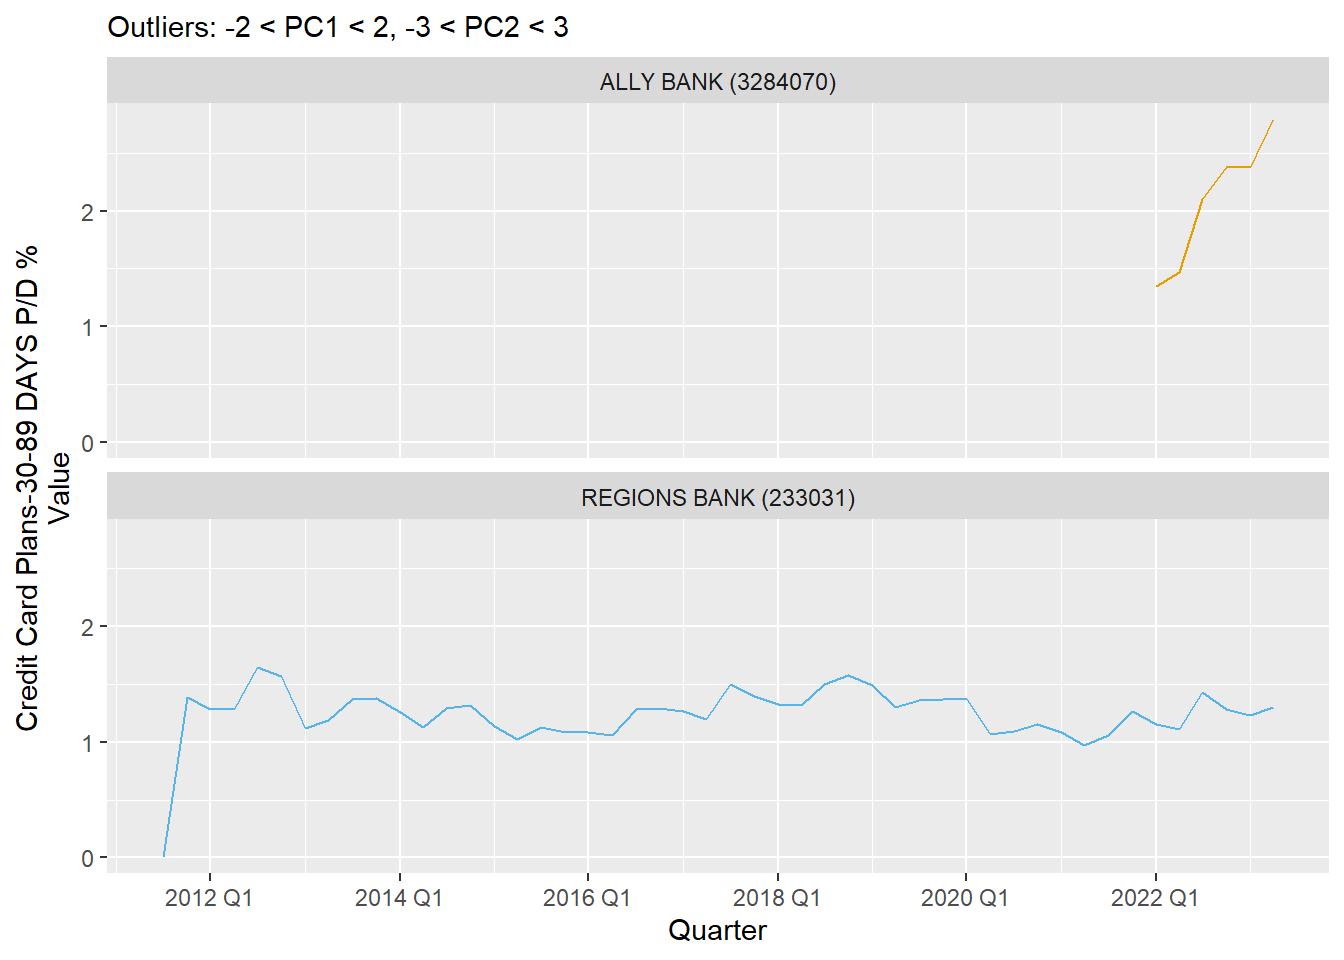 Outliers: -2 < PC1 < 2, -3 < PC2 < 3
ALLY BANK (3284070)
2
1
0
REGIONS BANK (233031)
2
1
0
2012 Q1
2014 Q1
2016 Q1
2018 Q1
2020 Q1
2022 Q1
Quarter
Credit Card Plans-30-89 DAYS P/D %
Value